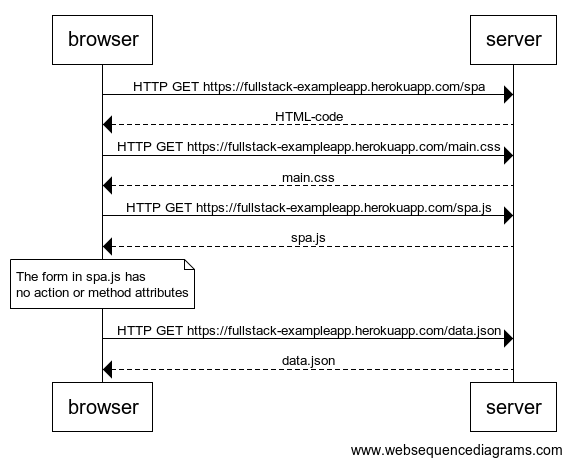 browser
server
HTTP GET https://fullstack-exampleapp.herokuapp.com/spa
HTML-code
HTTP GET https://fullstack-exampleapp.herokuapp.com/main.css
main.css
HTTP GET https://fullstack-exampleapp.herokuapp.com/spa.js
spa.js
The form in spa.js has
no action or method attributes
HTTP GET https://fullstack-exampleapp.herokuapp.com/data.json
data.json
browser
server
www.websequencediagrams.com